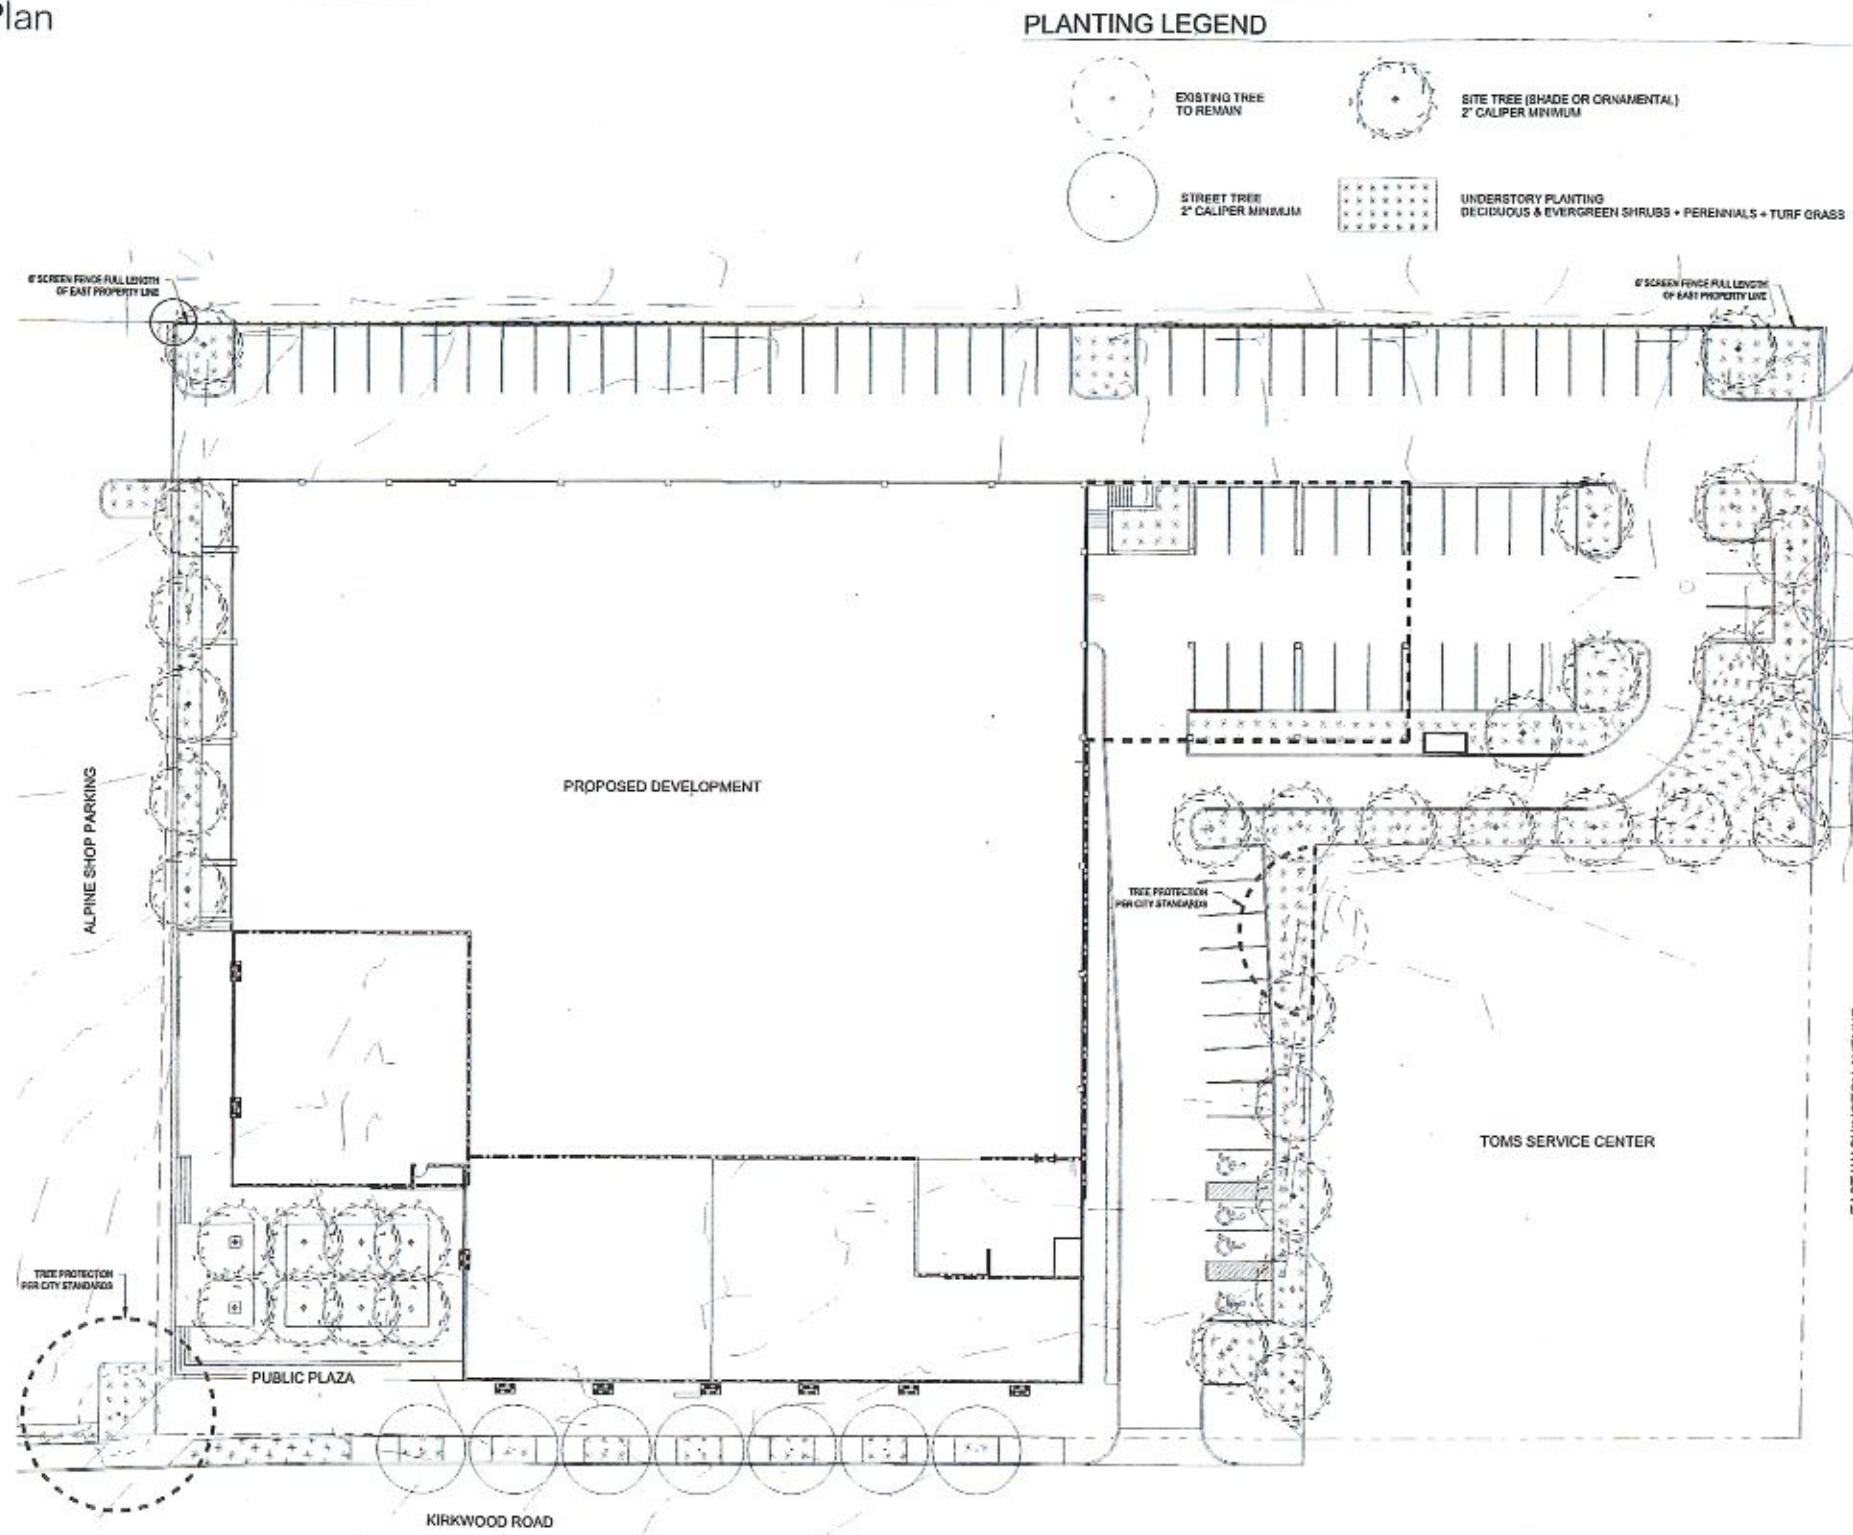 Plan
PLANTING LEGEND
EXISTING TREE
TO REMAIN
SITE TREE (SHADE OR ORNAMENTAL)
2" CALIPER MINIMUM
STREET TREE
2" CALIPER MINIMUM
UNDERSTORY PLANTING
DECIDUOUS & EVERGREEN SHRUBS + PERENNIALS + TURF GRASS
6' SCREEN FENCE FULL LENGTH
OF EAST PROPERTY LINE
6' SCREEN FENCE FULL LENGTH
OF EAST PROPERTY LINE
PROPOSED DEVELOPMENT
ALPINE SHOP PARKING
TREE PROTECTION
PER CITY STANDARDS
TOMS SERVICE CENTER
TREE PROTECTION
PER CITY STANDARDS
PUBLIC PLAZA
KIRKWOOD ROAD